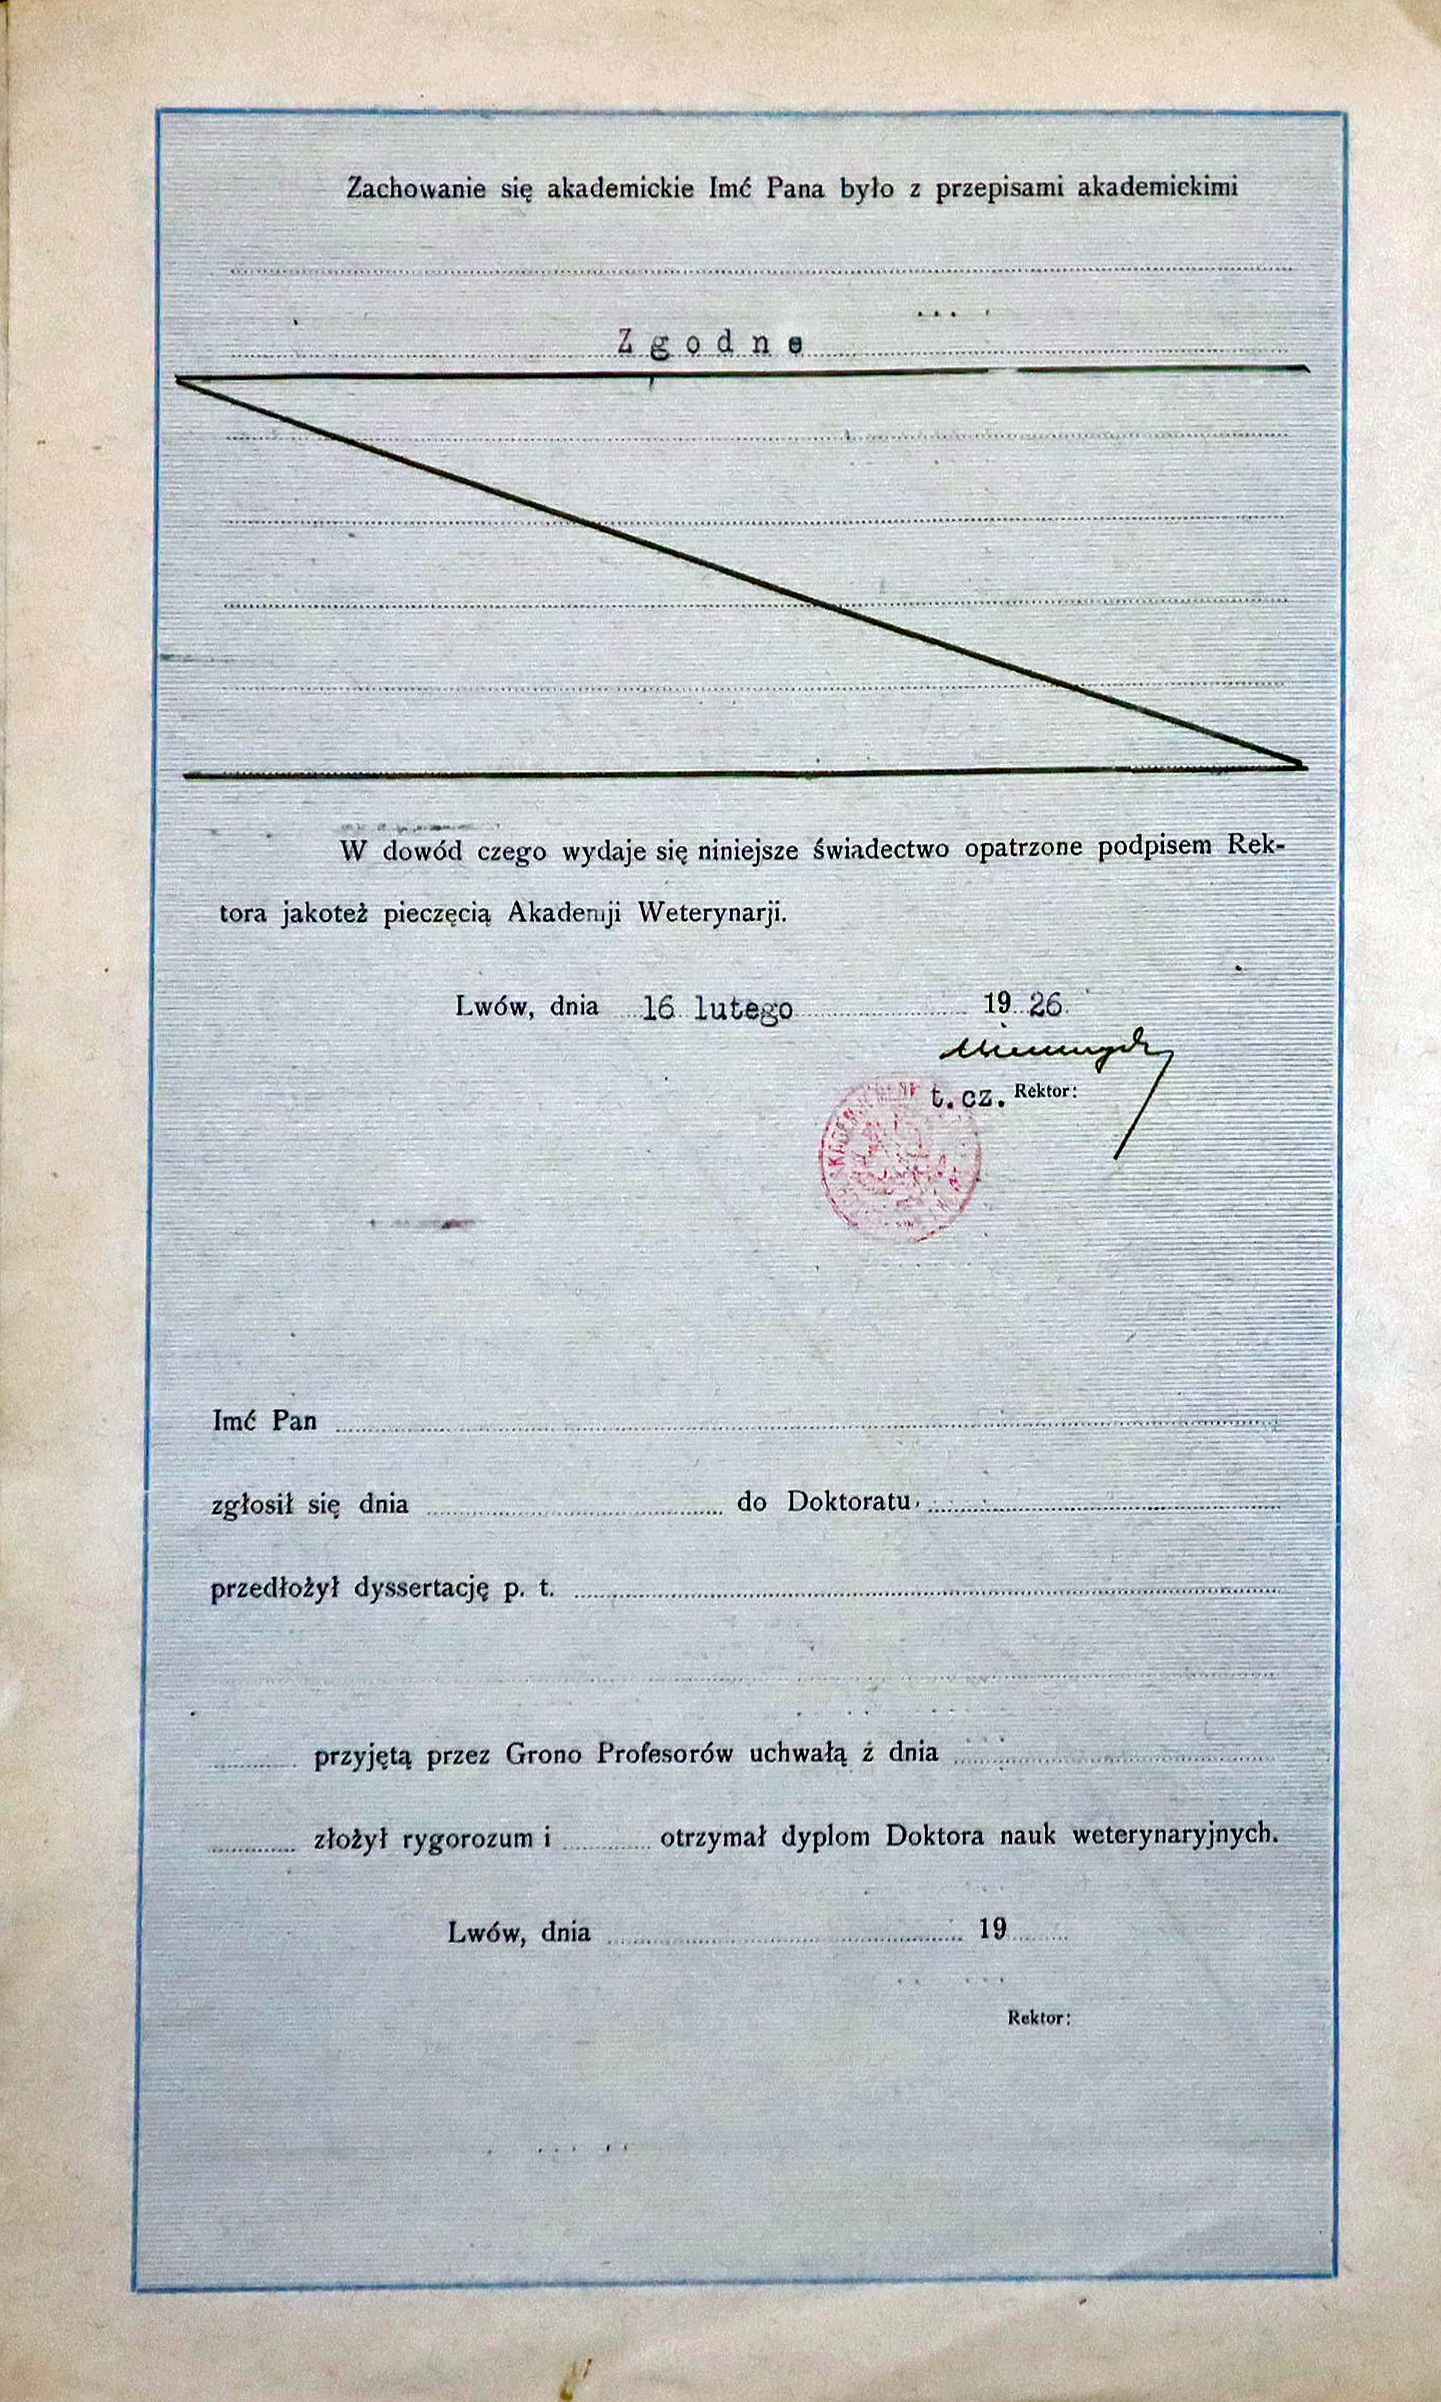 Zachowanie się akademickie Imć Pana było z przepisami akademickimi
Zgodne
W dowód czego wydaje się niniejsze świadectwo opatrzone podpisem Rek-
tora jakoteż pieczęcią Akademji Weterynarji.
Lwów, dnia 16 lutego 1926
t. cz. Rektor:
Imć Pan
zgłosił się dnia do Doktoratu,
przedłożył dyssertację p. t.
przyjętą przez Grono Profesorów uchwałą z dnia
złożył rygorozum i otrzymał dyplom Doktora nauk weterynaryjnych.
Lwów, dnia 19
Rektor: